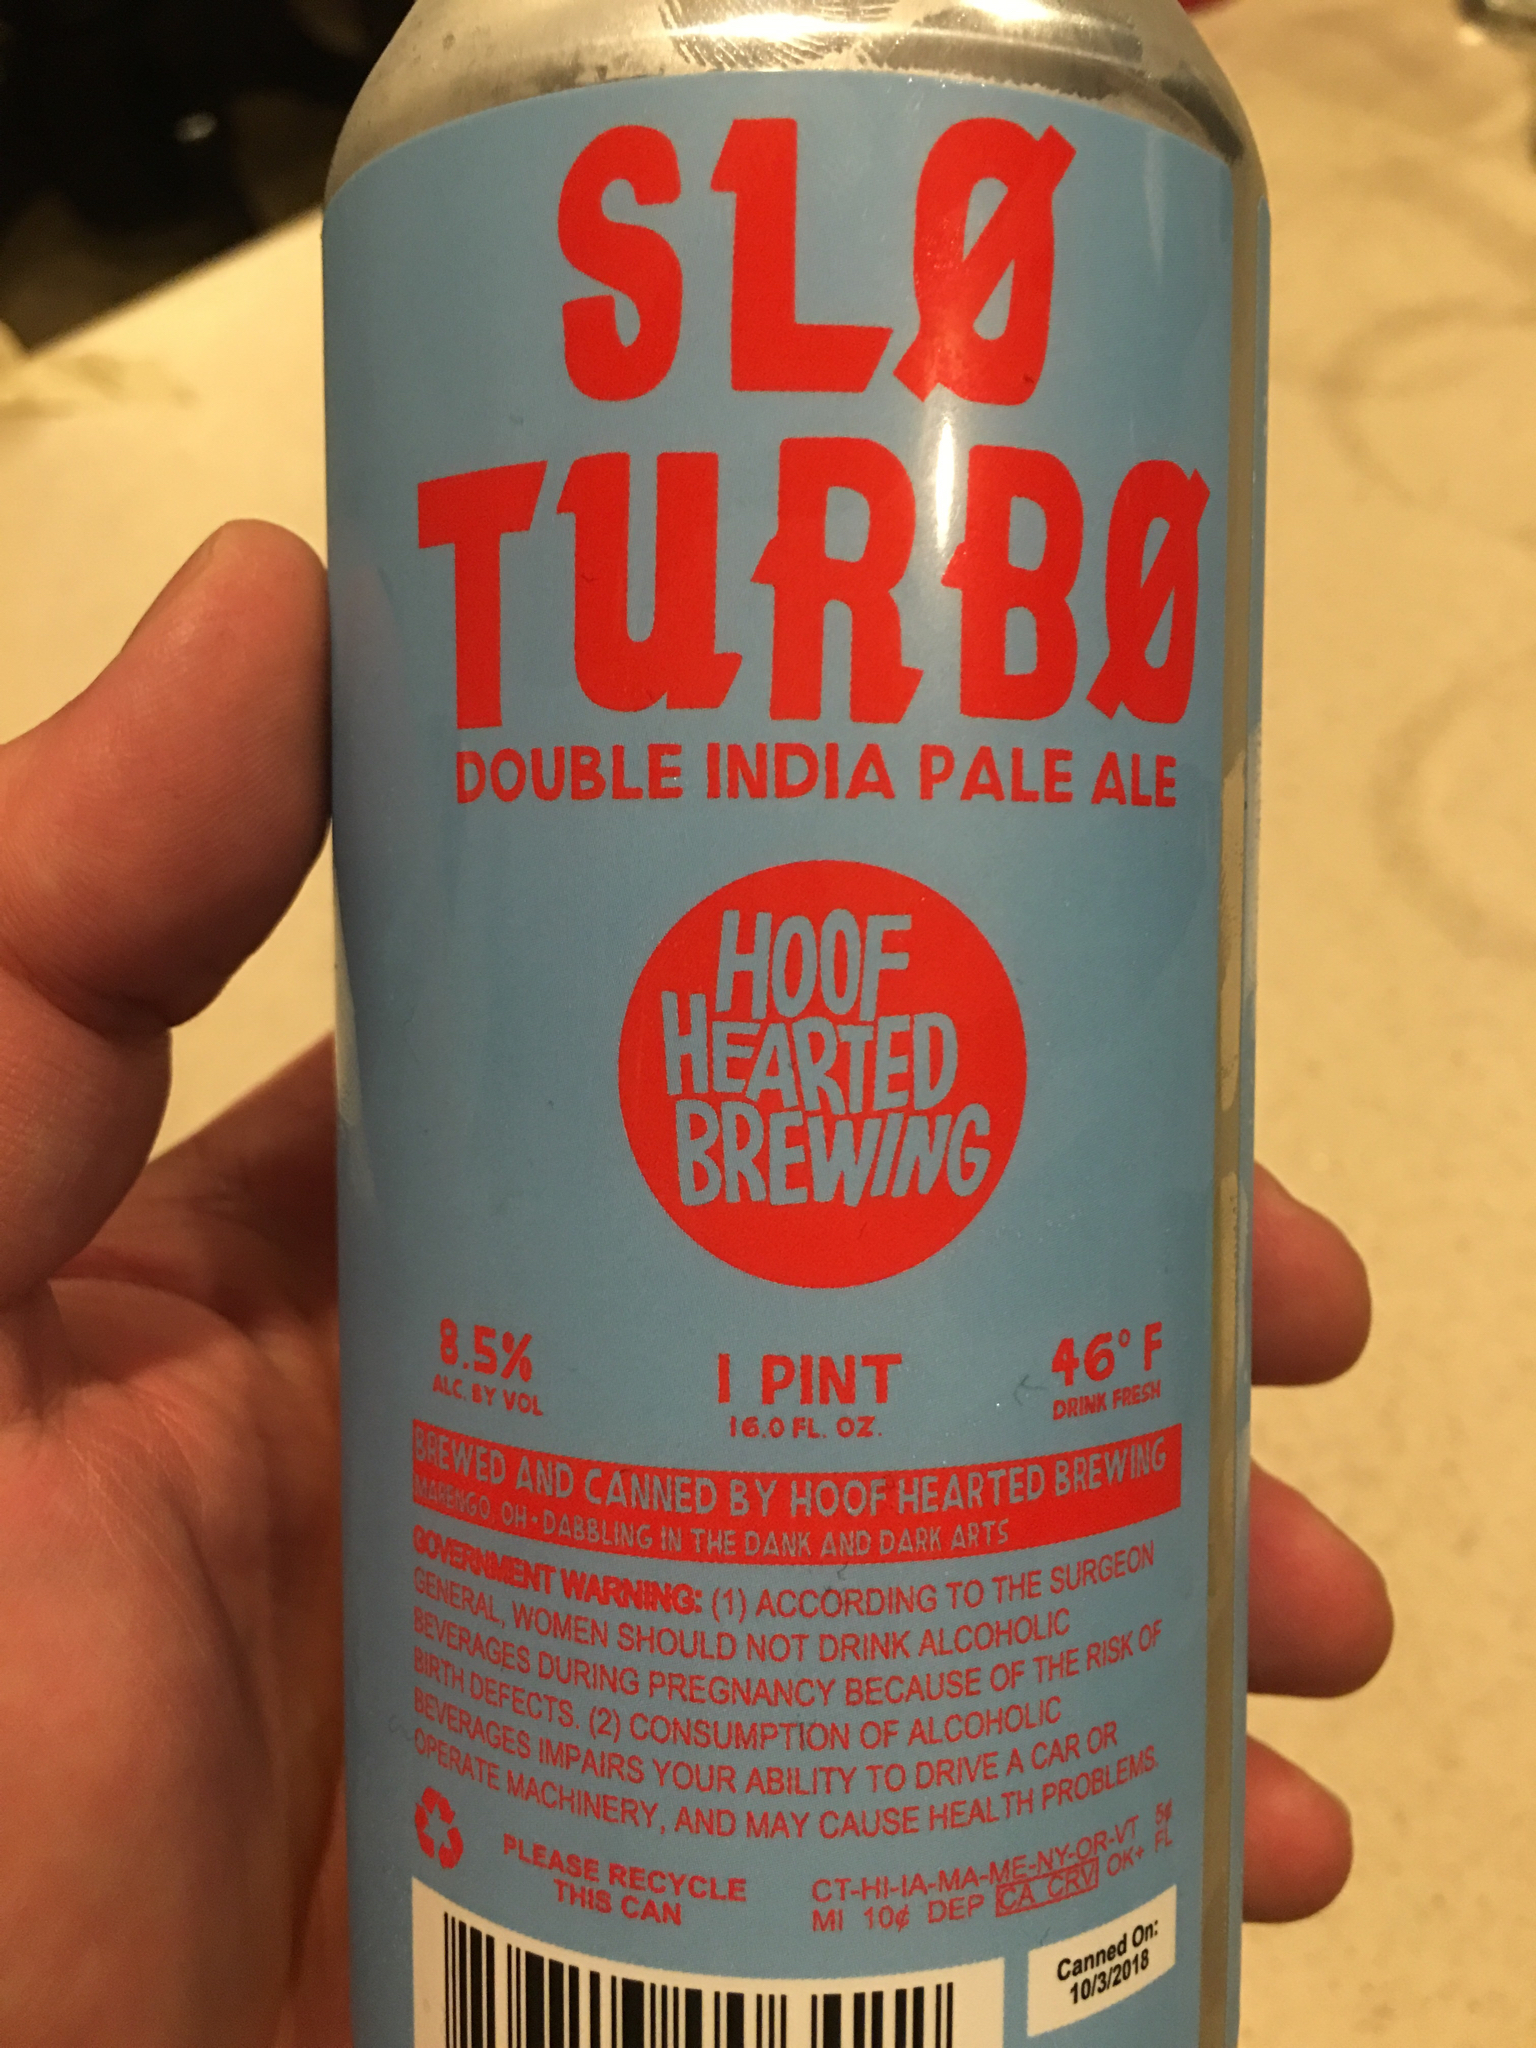 SLØ
TURBØ
DOUBLE INDIA PALE ALE
HOOF
HEARTED
BREWING
8.5%
ALC. BY VOL
1 PINT
16.0 FL. OZ.
46° F
DRINK FRESH
BREWED AND CANNED BY HOOF HEARTED BREWING
MARENGO, OH • DABBLING IN THE DANK AND DARK ARTS
GOVERNMENT WARNING: (1) ACCORDING TO THE SURGEON
GENERAL, WOMEN SHOULD NOT DRINK ALCOHOLIC
BEVERAGES DURING PREGNANCY BECAUSE OF THE RISK OF
BIRTH DEFECTS. (2) CONSUMPTION OF ALCOHOLIC
BEVERAGES IMPAIRS YOUR ABILITY TO DRIVE A CAR OR
OPERATE MACHINERY, AND MAY CAUSE HEALTH PROBLEMS.
PLEASE RECYCLE
THIS CAN
CT-HI-IA-MA-ME-NY-OR-VT 5¢
MI 10¢ DEP CA CRV OK+ FL
Canned On:
10/3/2018